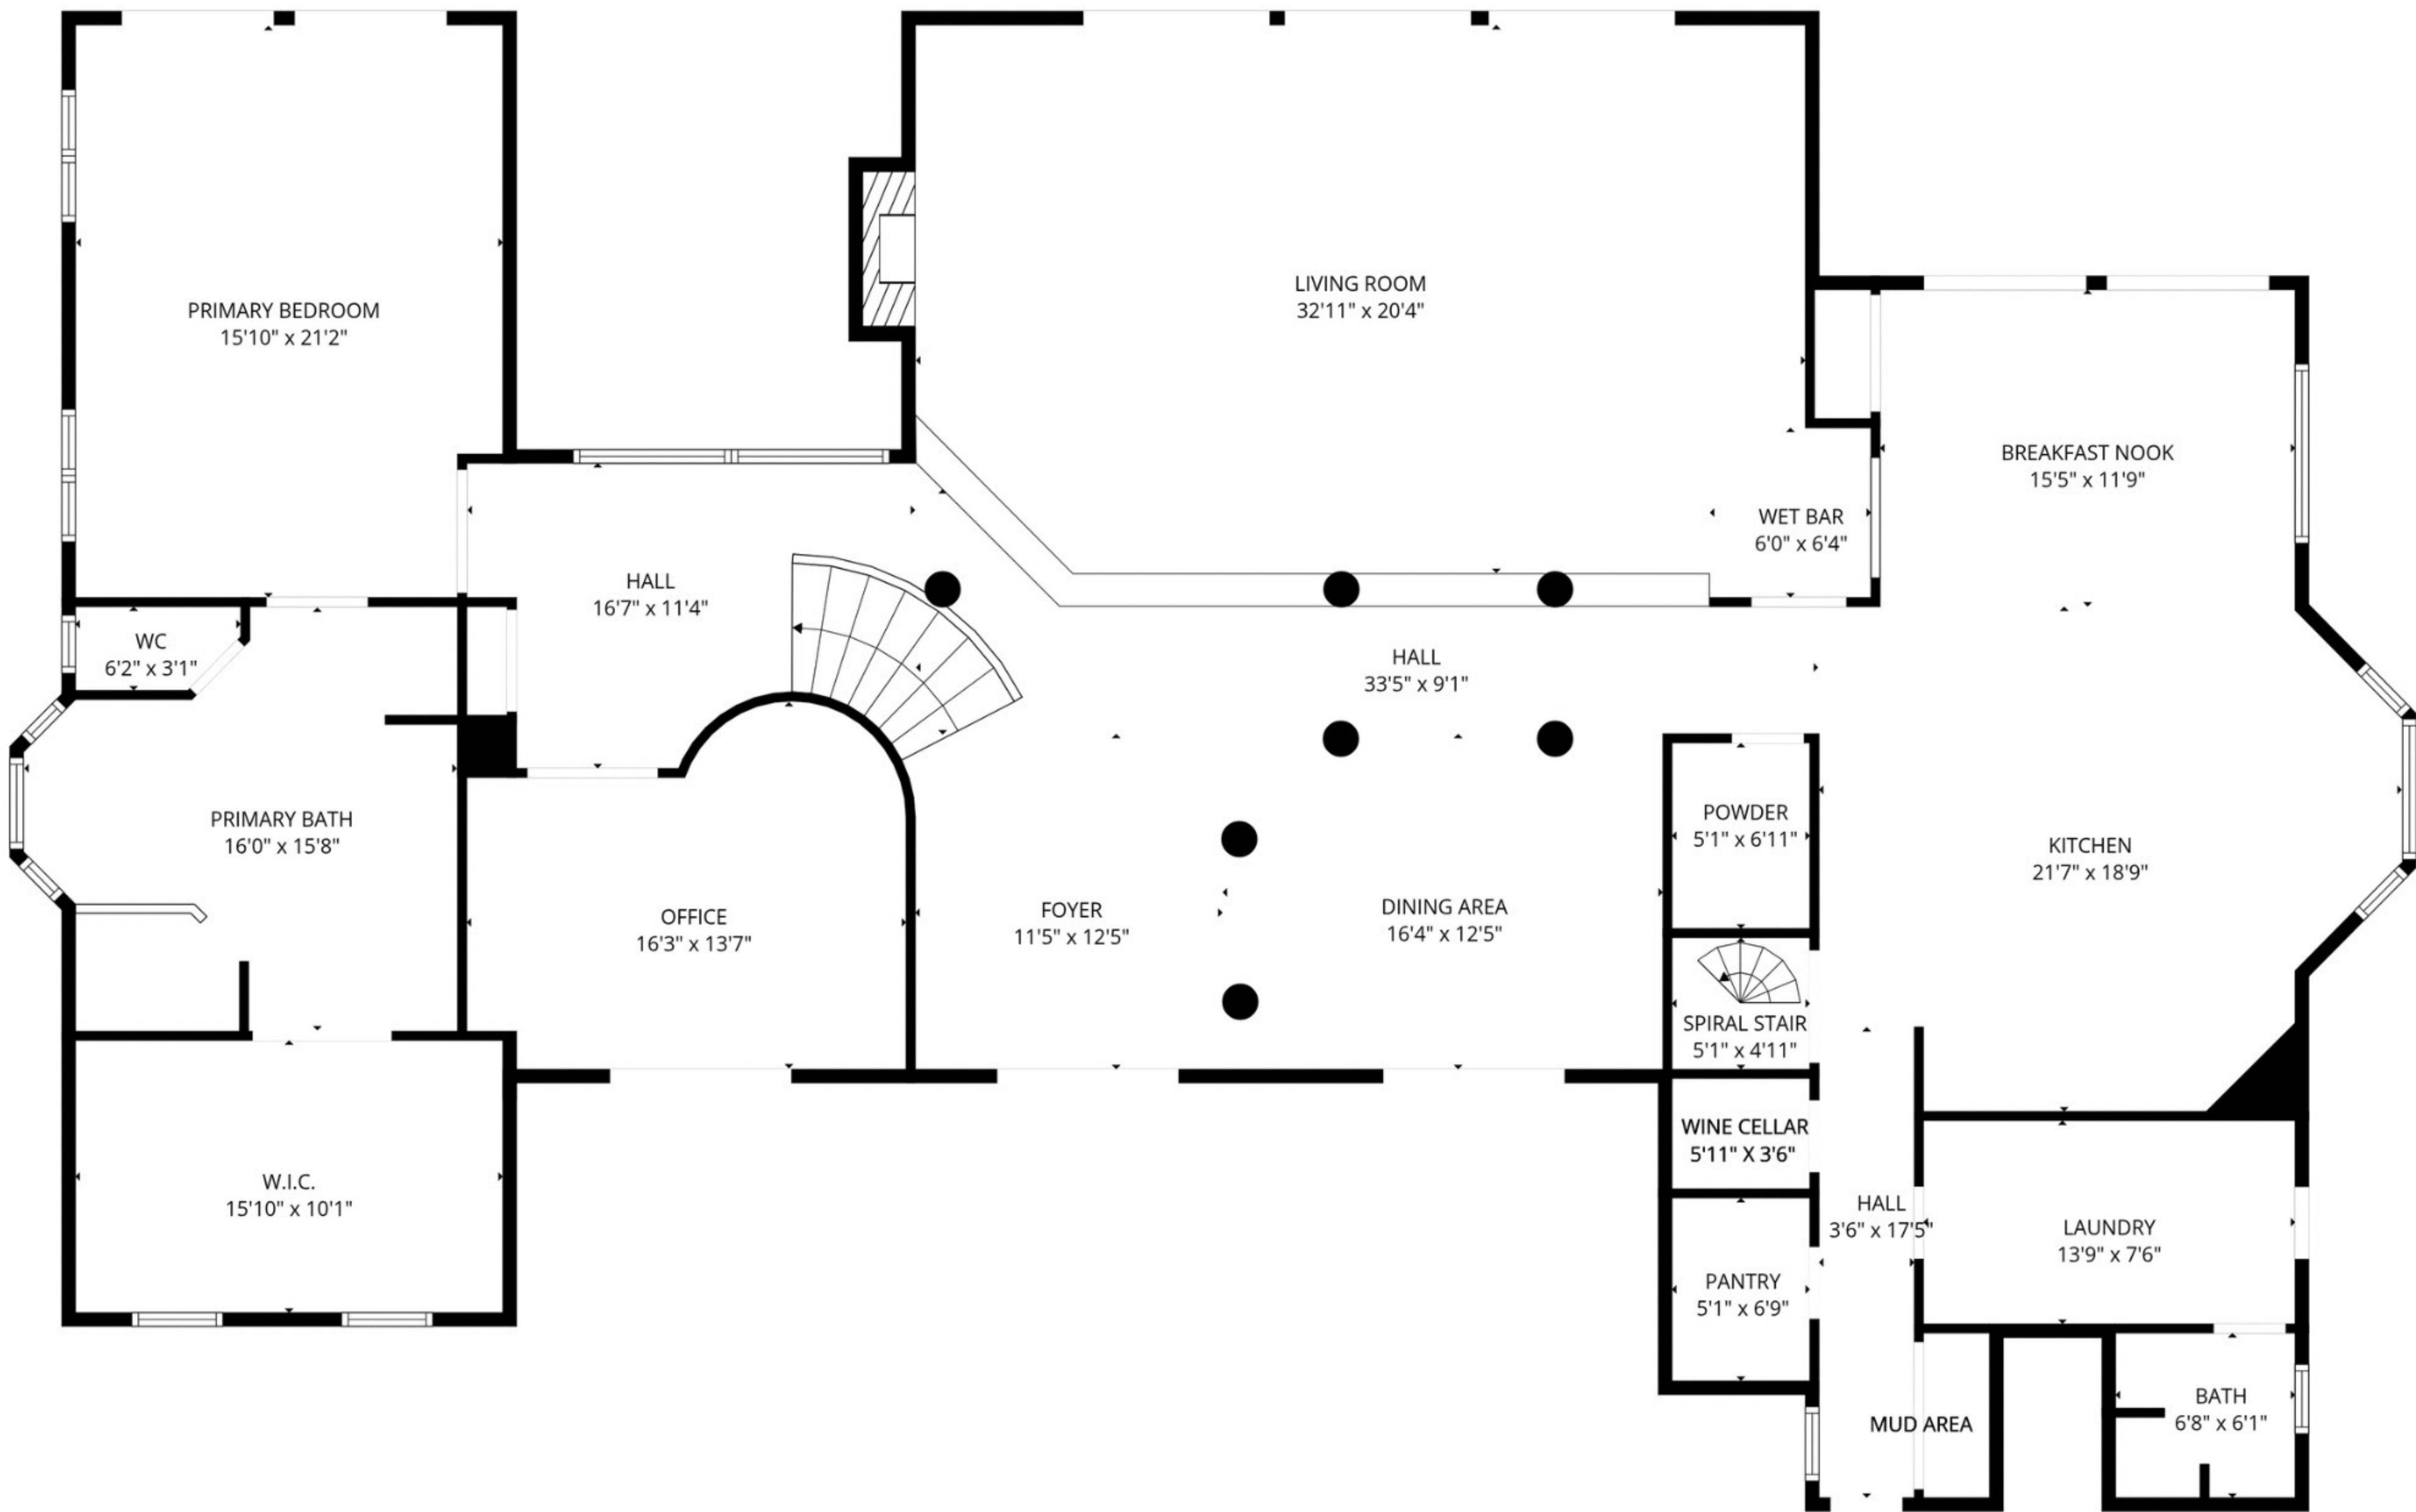 PRIMARY BEDROOM
15'10" x 21'2"
LIVING ROOM
32'11" x 20'4"
BREAKFAST NOOK
15'5" x 11'9"
WET BAR
6'0" x 6'4"
HALL
16'7" x 11'4"
WC
6'2" x 3'1"
HALL
33'5" x 9'1"
PRIMARY BATH
16'0" x 15'8"
POWDER
5'1" x 6'11"
KITCHEN
21'7" x 18'9"
OFFICE
16'3" x 13'7"
FOYER
11'5" x 12'5"
DINING AREA
16'4" x 12'5"
SPIRAL STAIR
5'1" x 4'11"
WINE CELLAR
5'11" X 3'6"
W.I.C.
15'10" x 10'1"
HALL
3'6" x 17'5"
LAUNDRY
13'9" x 7'6"
PANTRY
5'1" x 6'9"
MUD AREA
BATH
6'8" x 6'1"